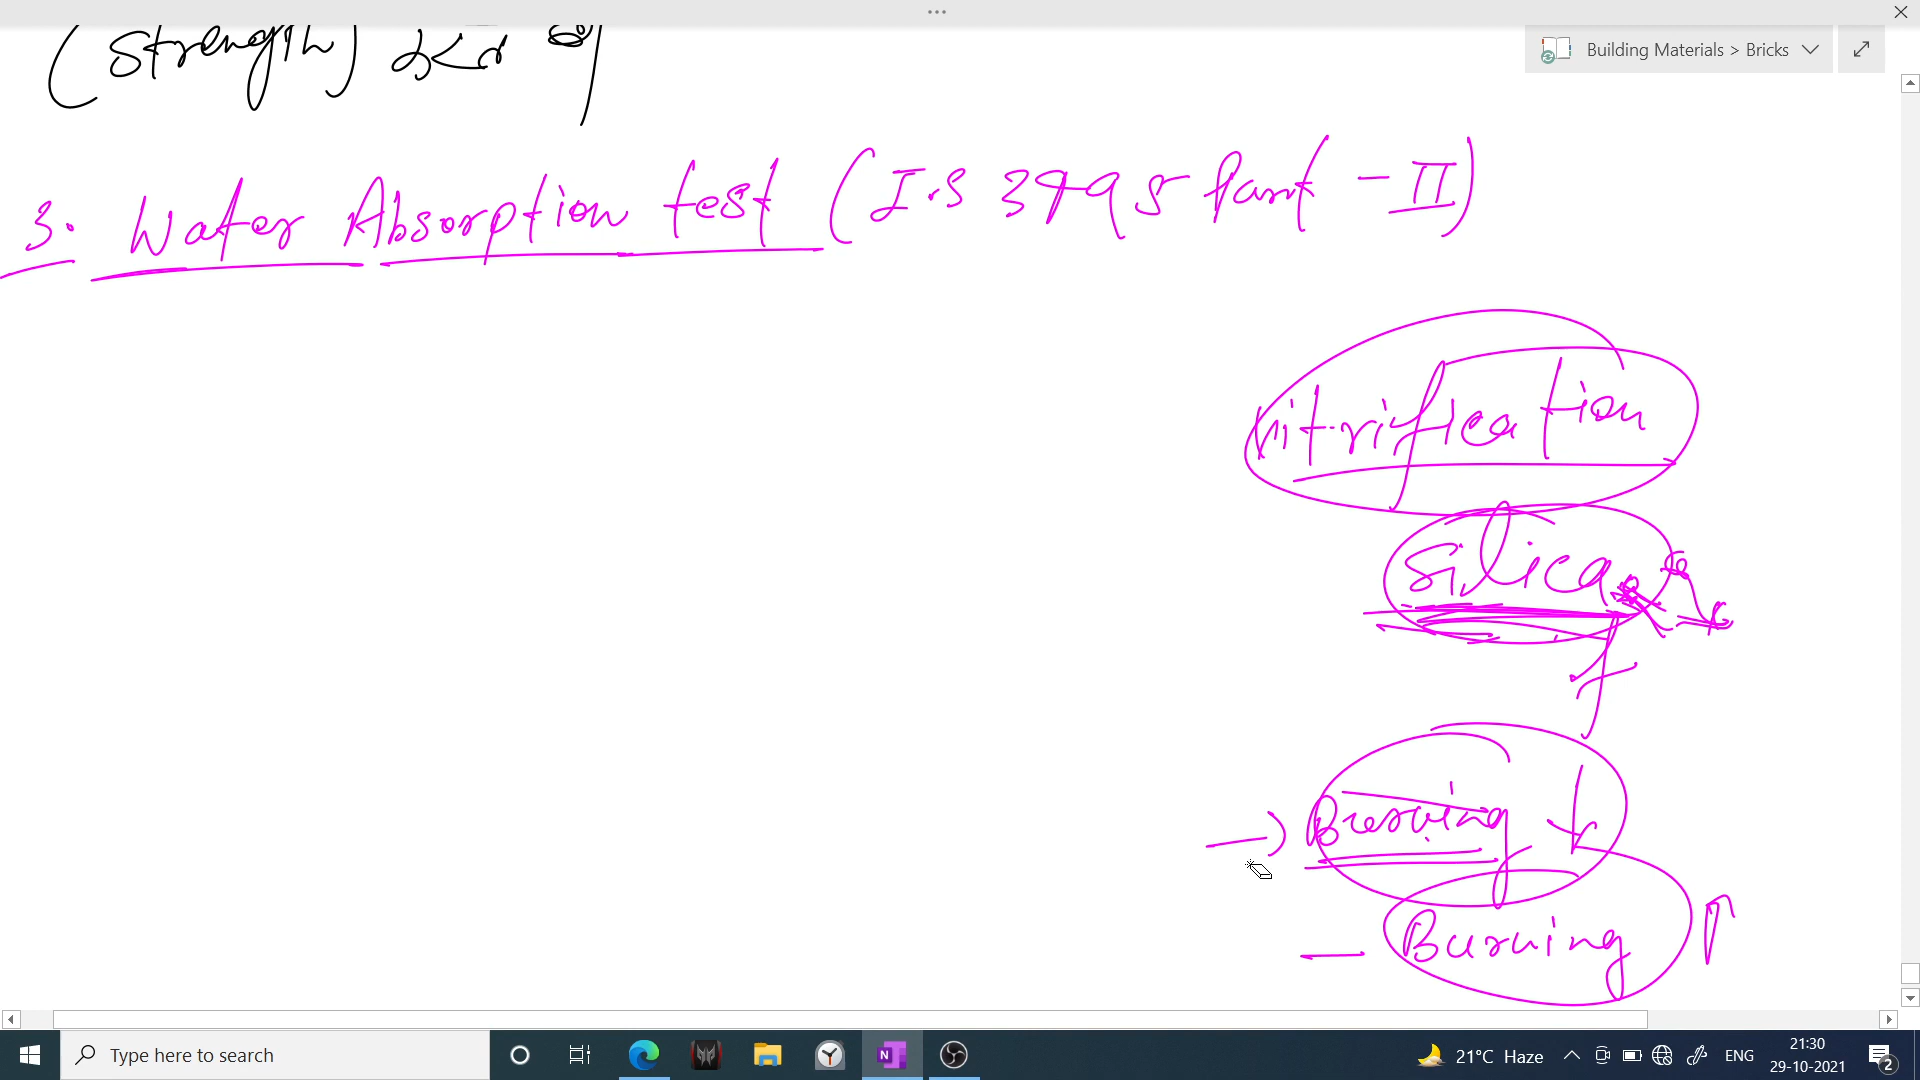 Building Materials > Bricks
(strength)
3. Water Absorption test (I.S 3495 Part - II)
vitrification
silica
Burning ↓
Burning ↑
Type here to search
21°C Haze
ENG
21:30
29-10-2021
2